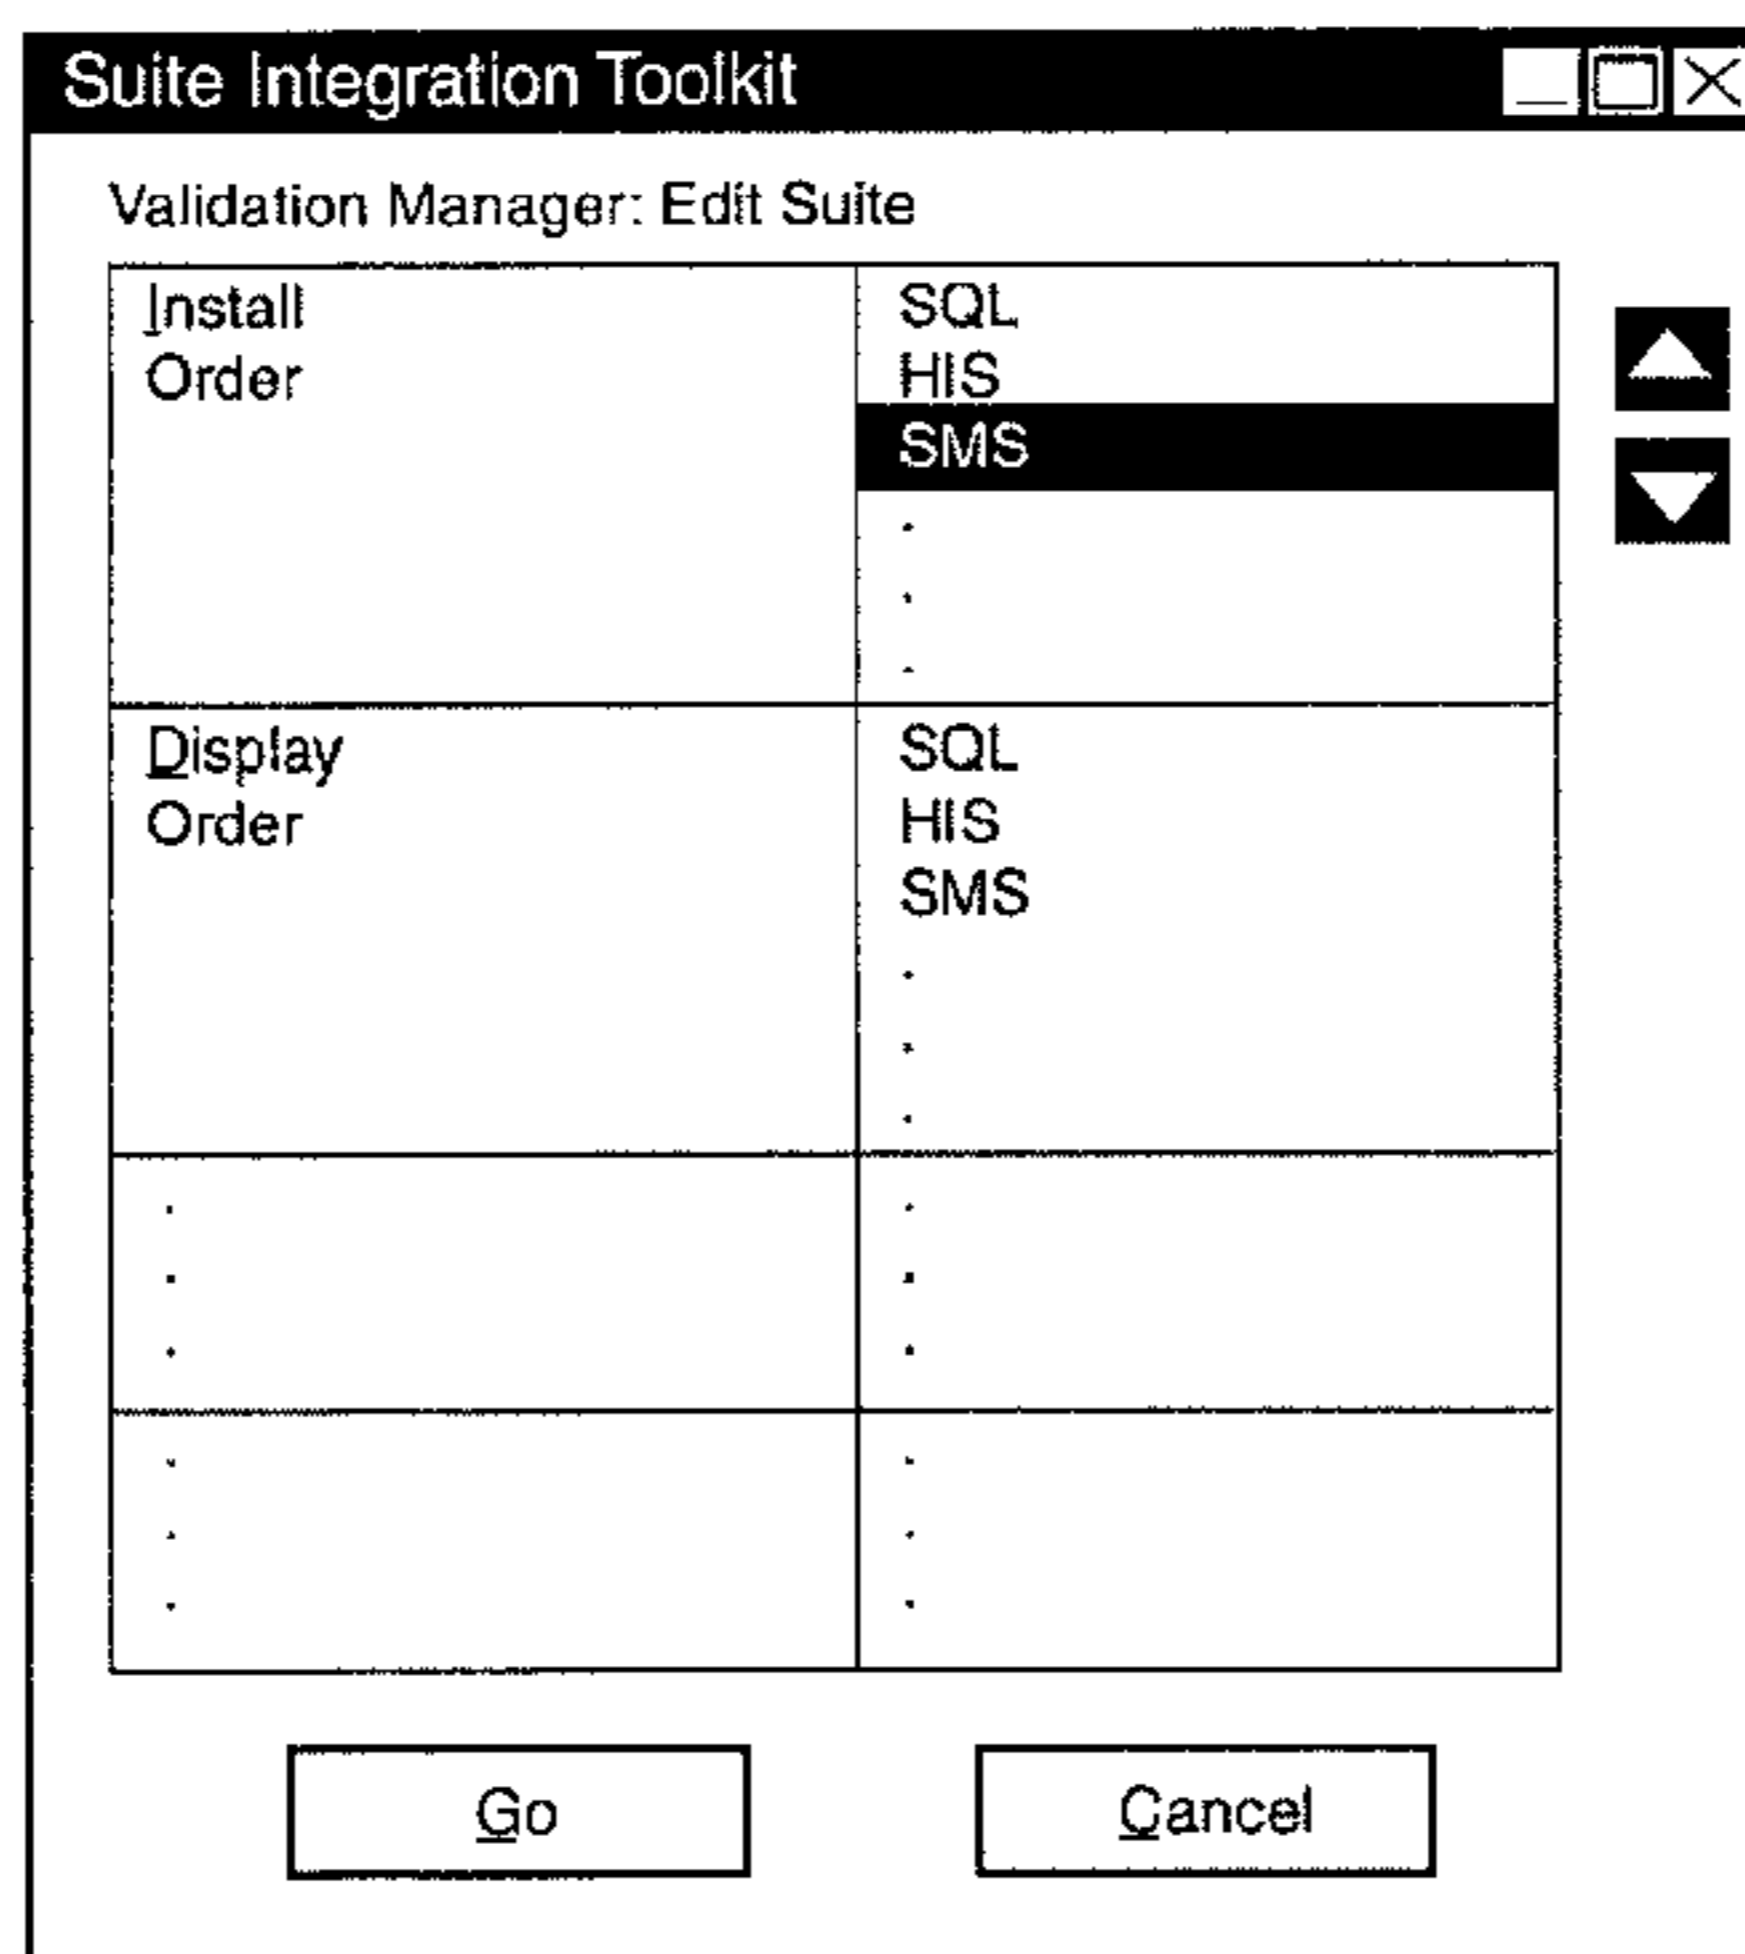 Suite Integration Toolkit
Validation Manager: Edit Suite
Install
Order
SQL
HIS
SMS
.
.
.
Display
Order
SQL
HIS
SMS
.
.
.
. .
. .
. .
. .
. .
. .
Go Cancel